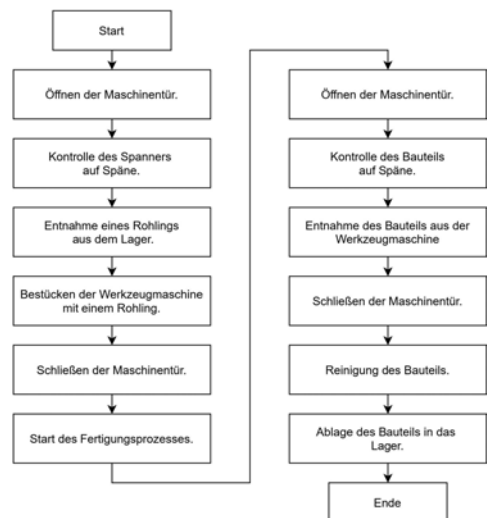 Start
Öffnen der Maschinentür.
Kontrolle des Spanners
auf Späne.
Entnahme eines Rohlings
aus dem Lager.
Bestücken der Werkzeugmaschine
mit einem Rohling.
Schließen der Maschinentür.
Start des Fertigungsprozesses.
Öffnen der Maschinentür.
Kontrolle des Bauteils
auf Späne.
Entnahme des Bauteils aus der
Werkzeugmaschine
Schließen der Maschinentür.
Reinigung des Bauteils.
Ablage des Bauteils in das
Lager.
Ende